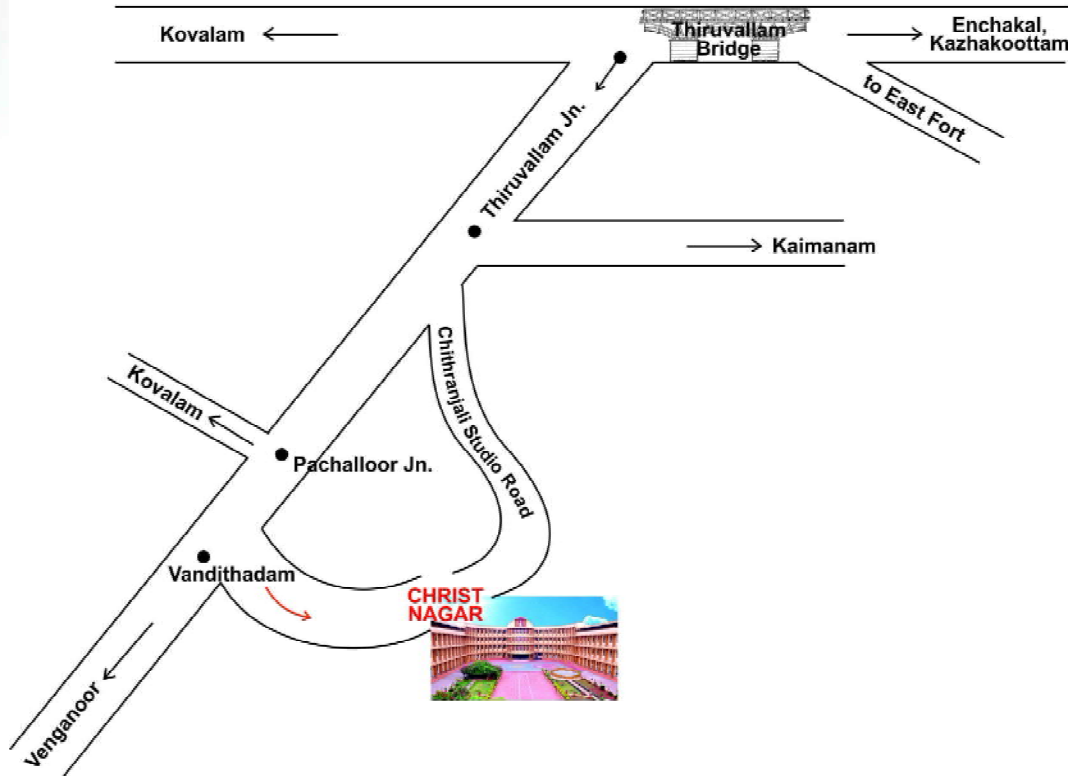 Kovalam
Thiruvallam
Bridge
Enchakal,
Kazhakoottam
to East Fort
Thiruvallam Jn.
Kaimanam
Chithranjali Studio Road
Kovalam
Pachalloor Jn.
Vandithadam
CHRIST
NAGAR
Venganoor